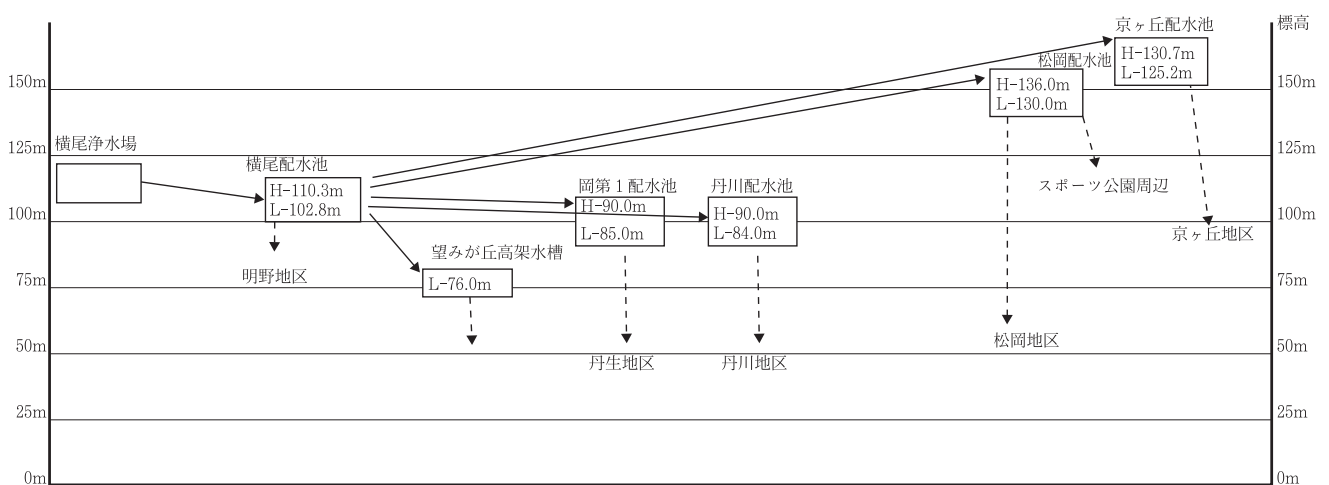 標高
京ヶ丘配水池
H-130.7m
L-125.2m
松岡配水池
H-136.0m
L-130.0m
150m
150m
横尾浄水場
125m
125m
横尾配水池
H-110.3m
L-102.8m
岡第1配水池
H-90.0m
L-85.0m
丹川配水池
H-90.0m
L-84.0m
スポーツ公園周辺
100m
100m
京ヶ丘地区
望みが丘高架水槽
L-76.0m
明野地区
75m
75m
松岡地区
50m
50m
丹生地区
丹川地区
25m
25m
0m
0m